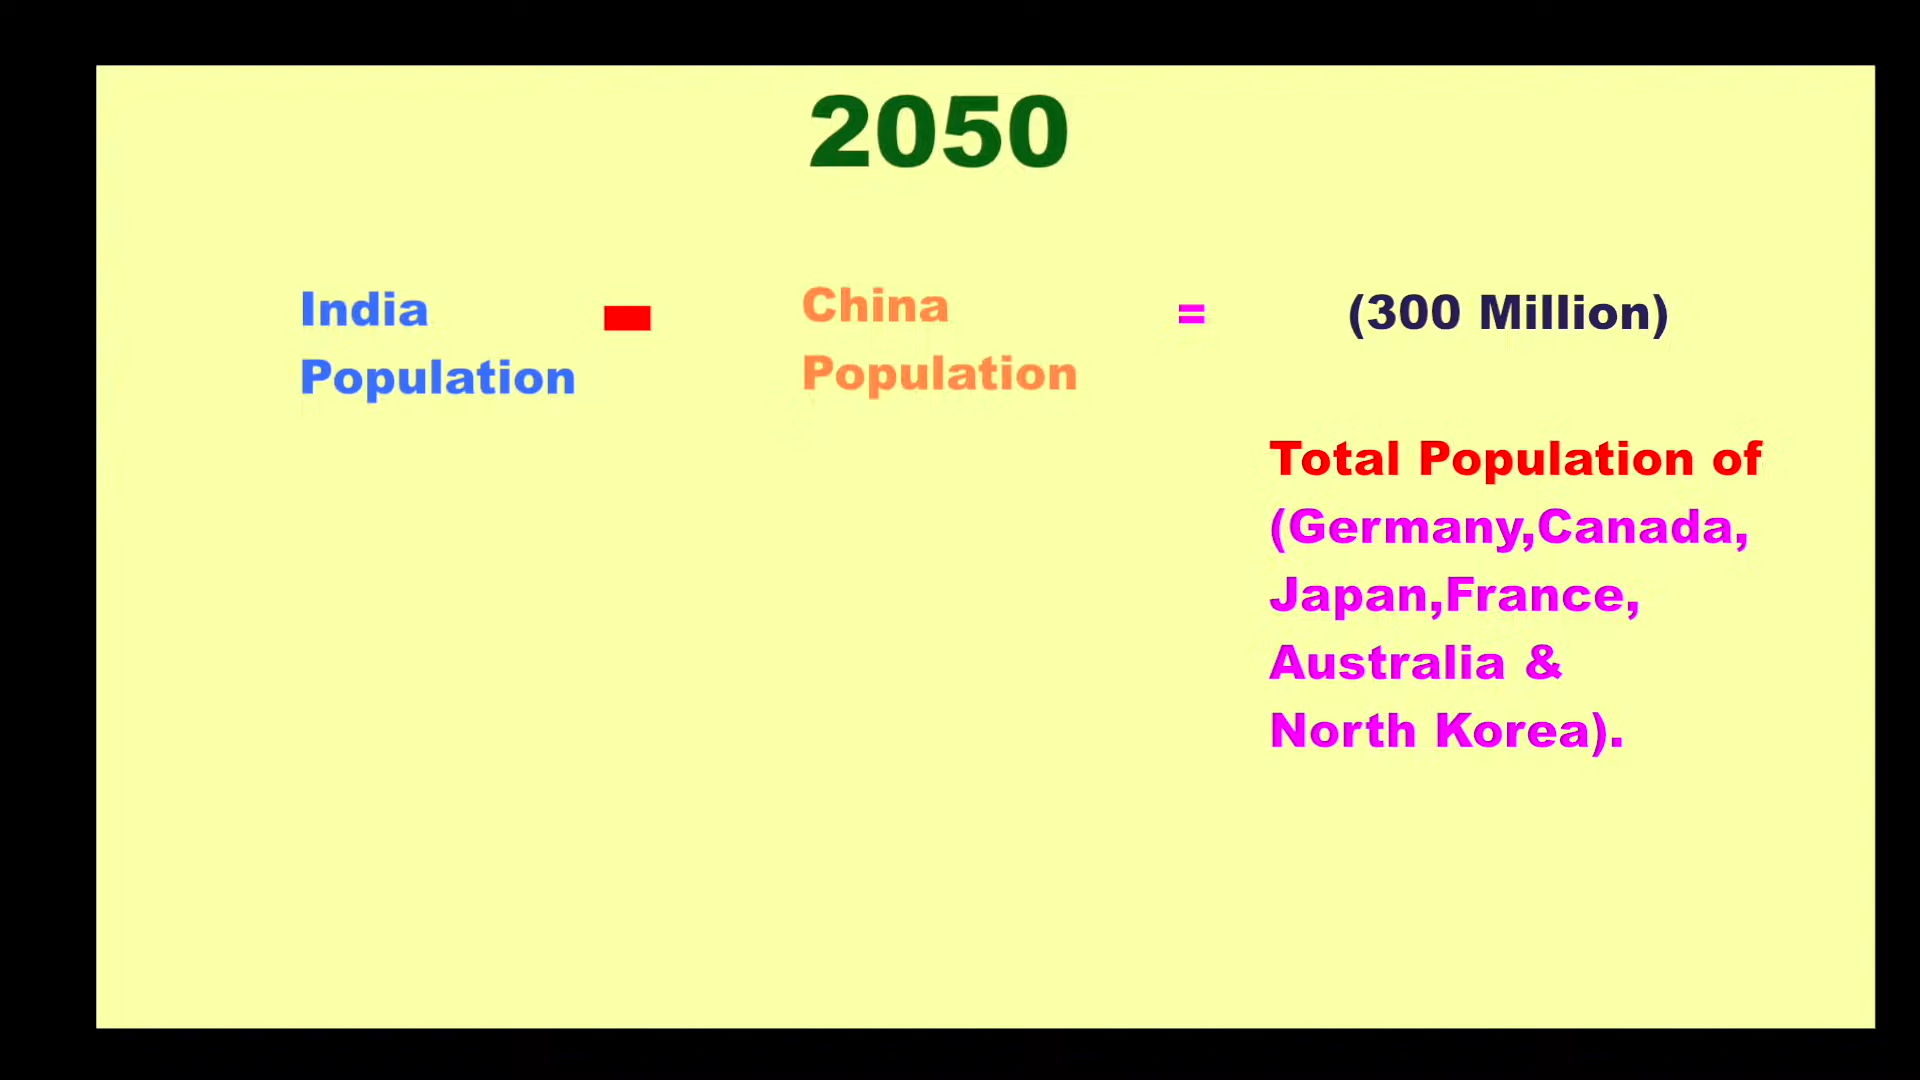 2050
India
Population
-
China
Population
=
(300 Million)
Total Population of
(Germany,Canada,
Japan,France,
Australia &
North Korea).